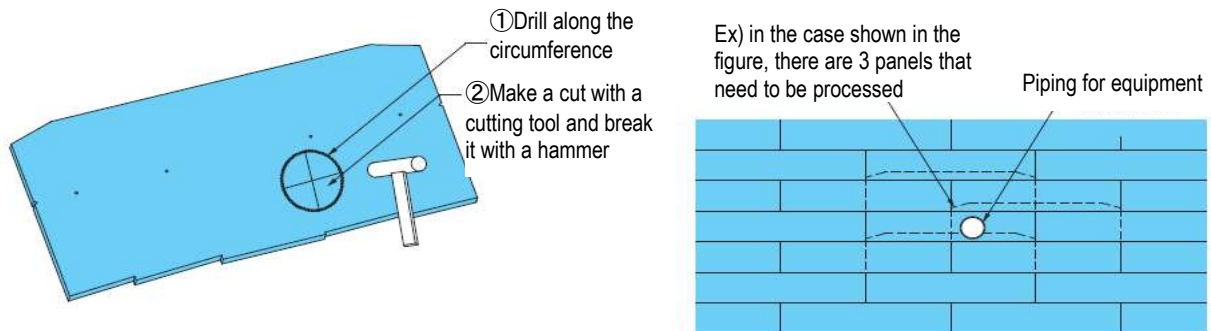 ①Drill along the
circumference
②Make a cut with a
cutting tool and break
it with a hammer
Ex) in the case shown in the
figure, there are 3 panels that
need to be processed
Piping for equipment